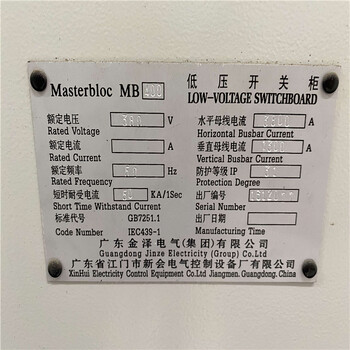 Masterbloc MB 400 低压开关柜
LOW-VOLTAGE SWITCHBOARD
额定电压 380 V 水平母线电流 A
Rated Voltage Horizontal Busbar Current
额定电流 A 垂直母线电流 A
Rated Current Vertical Busbar Current
额定频率 50 Hz 防护等级 IP
Rated Frequency Protection Degree
短时耐受电流 KA/1Sec 出厂编号
Short Time Withstand Current Serial Number
标准代号 GB7251.1 出厂日期
Code Number IEC439-1 Manufacturing Time
广东金泽电气(集团)有限公司
Guangdong Jinze Electricity (Group) Co.Ltd
广东省江门市新会电气控制设备厂有限公司
XinHui Electricity Control Equipment Co.Ltd Jiangmen.Guangdong.China